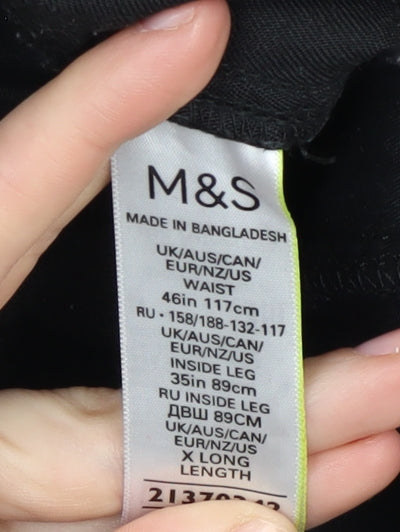 M&S
MADE IN BANGLADESH
UK/AUS/CAN/
EUR/NZ/US
WAIST
46in 117cm
RU • 158/188-132-117
UK/AUS/CAN/
EUR/NZ/US
INSIDE LEG
35in 89cm
RU INSIDE LEG
ДВШ 89СМ
UK/AUS/CAN/
EUR/NZ/US
X LONG
LENGTH